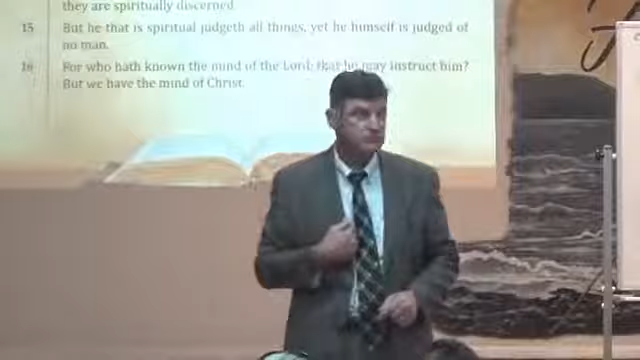 they are spiritually discerned.
15 But he that is spiritual judgeth all things, yet he himself is judged of
no man.
16 For who hath known the mind of the Lord, that he may instruct him?
But we have the mind of Christ.